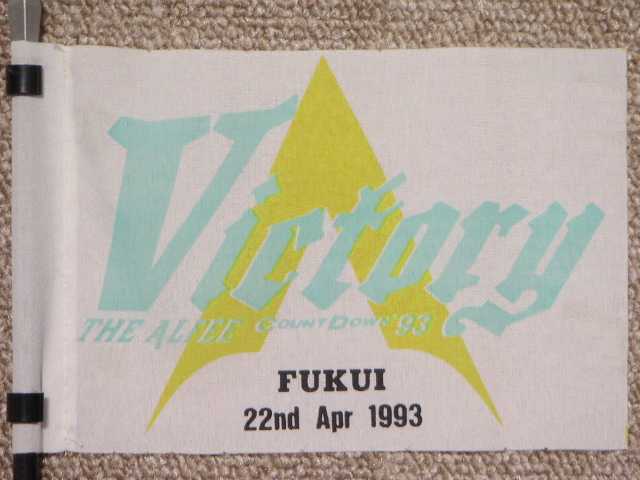 Victory
THE ALFEE COUNT DOWN '93
FUKUI
22nd Apr 1993